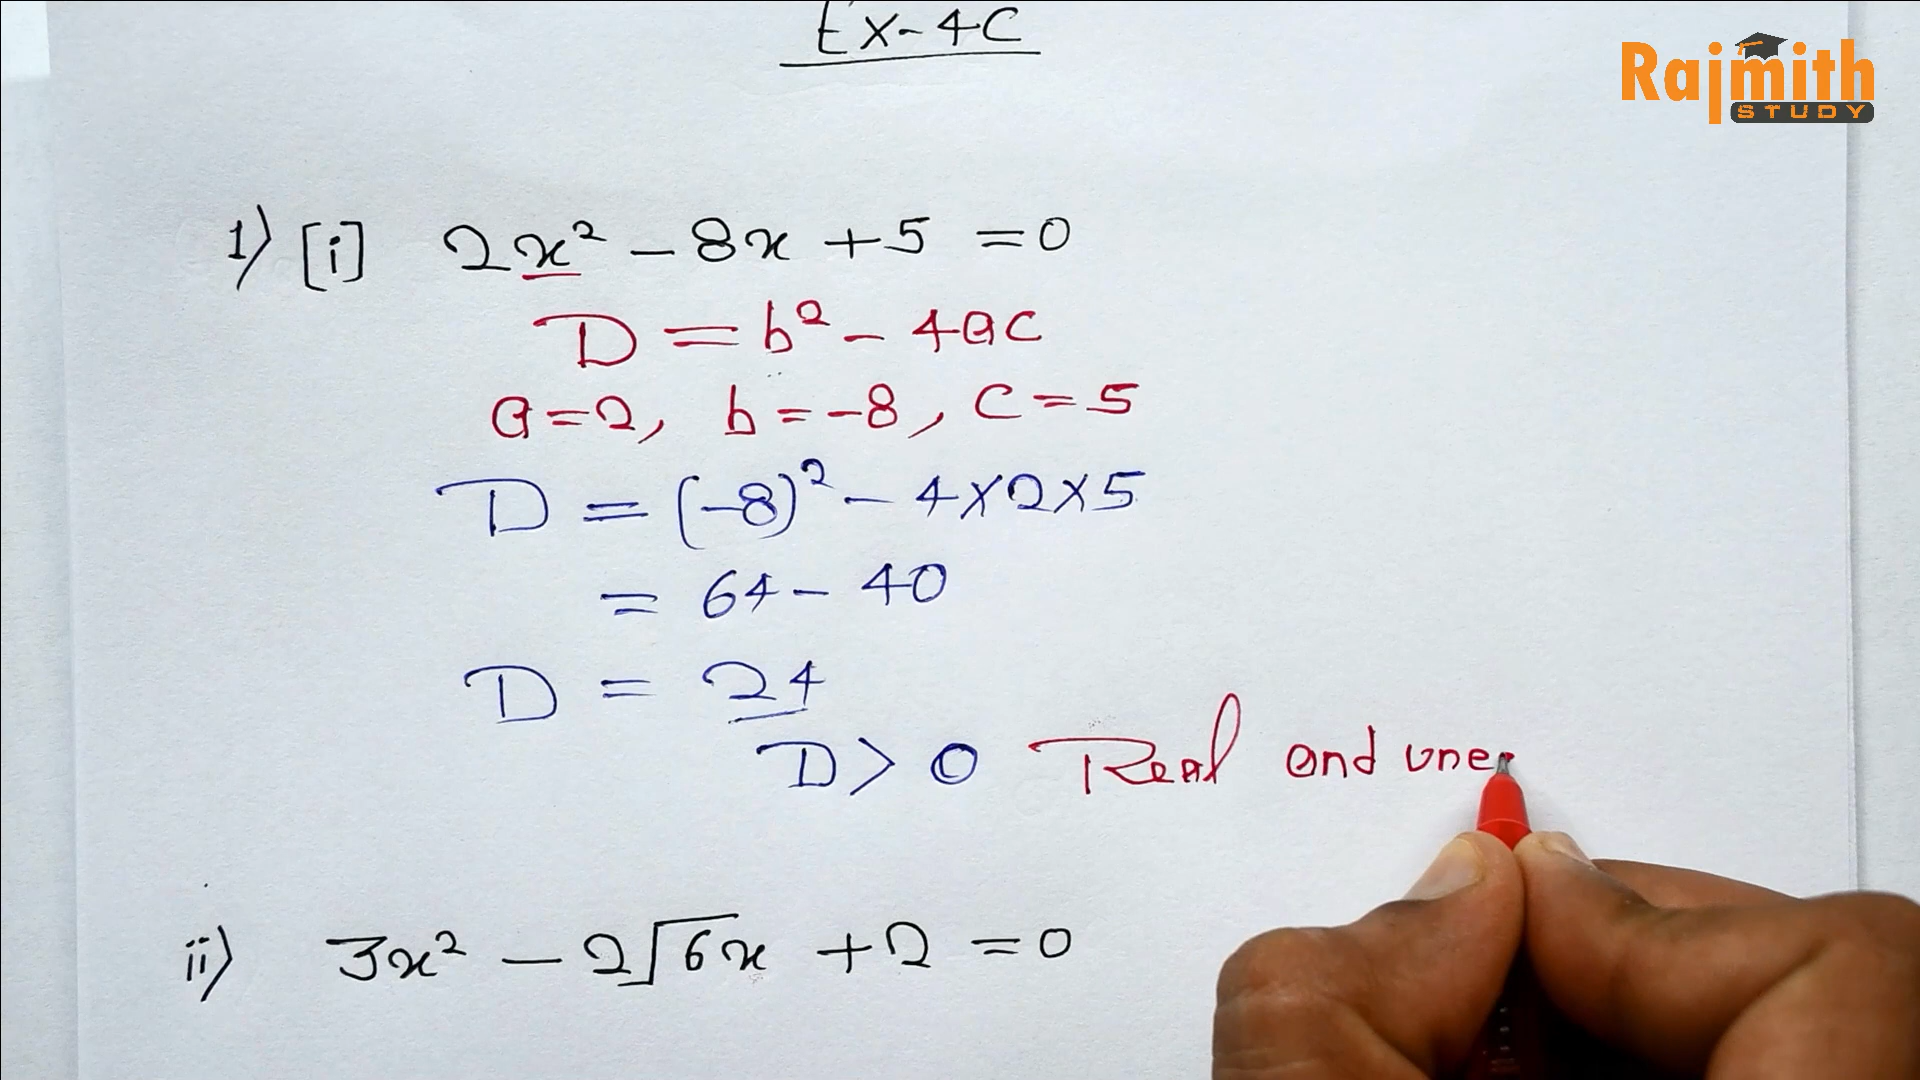 Ex-4C
Rajmith
STUDY
1) [i] 2x² - 8x + 5 = 0
D = b² - 4ac
a = 2, b = -8, c = 5
D = (-8)² - 4×2×5
= 64 - 40
D = 24
D > 0 Real and une
ii) 3x² - 2√6x + 2 = 0